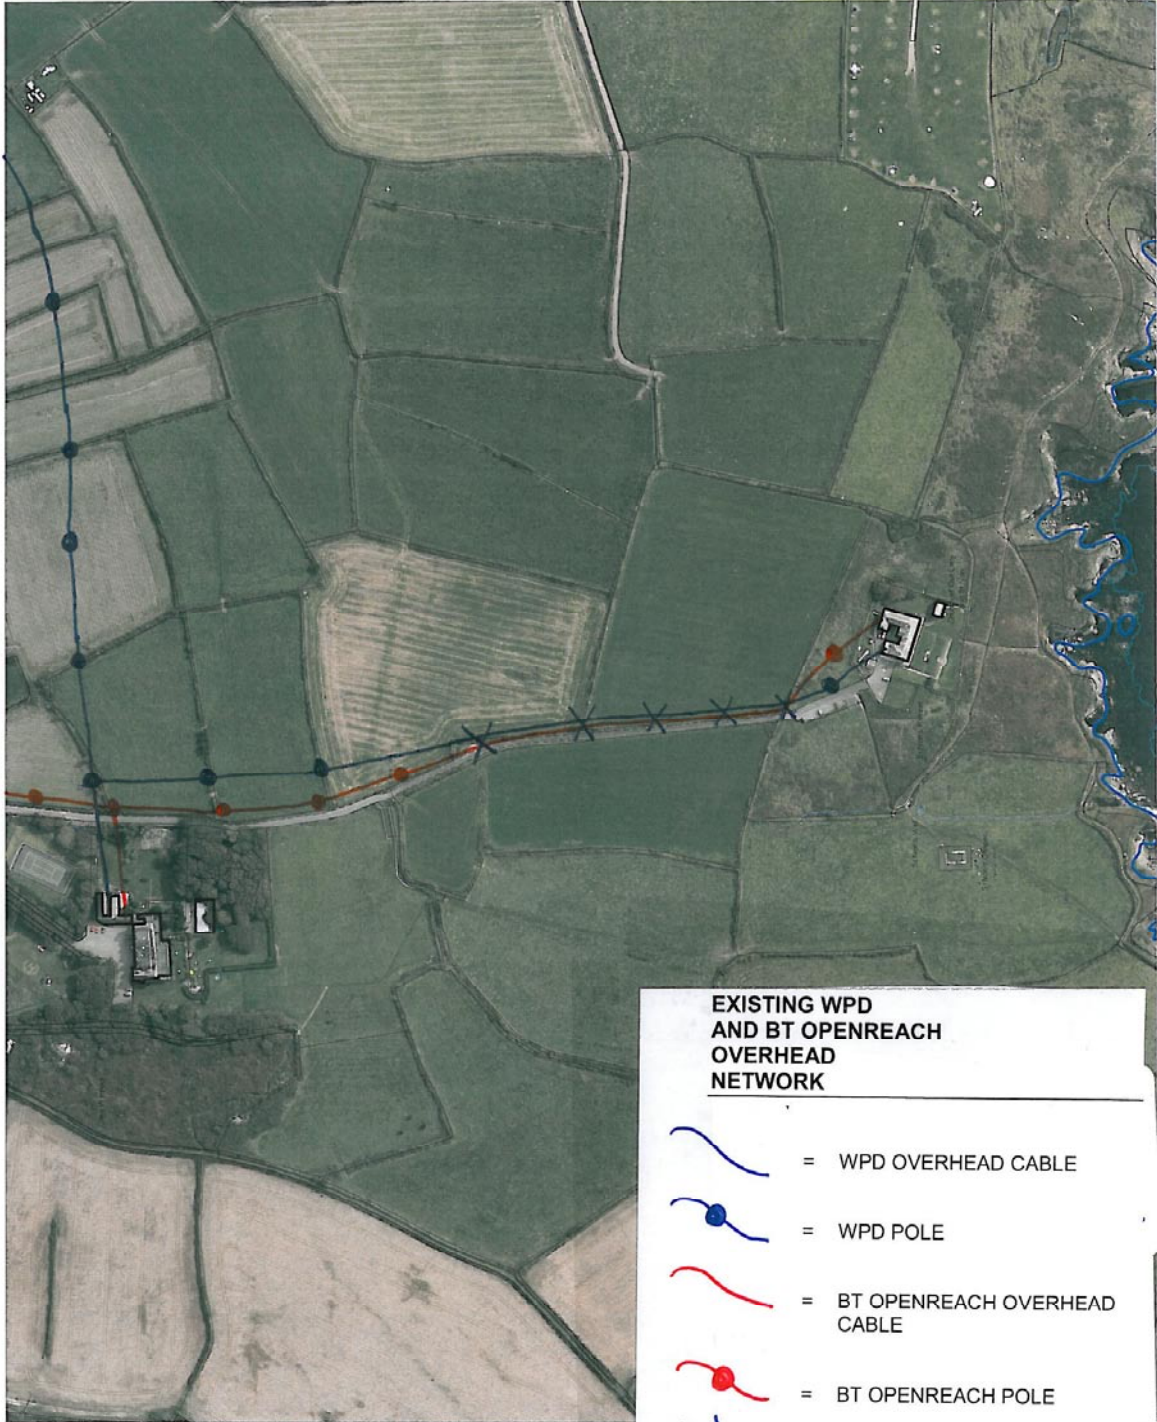 EXISTING WPD
AND BT OPENREACH
OVERHEAD
NETWORK
= WPD OVERHEAD CABLE
= WPD POLE
= BT OPENREACH OVERHEAD
CABLE
= BT OPENREACH POLE